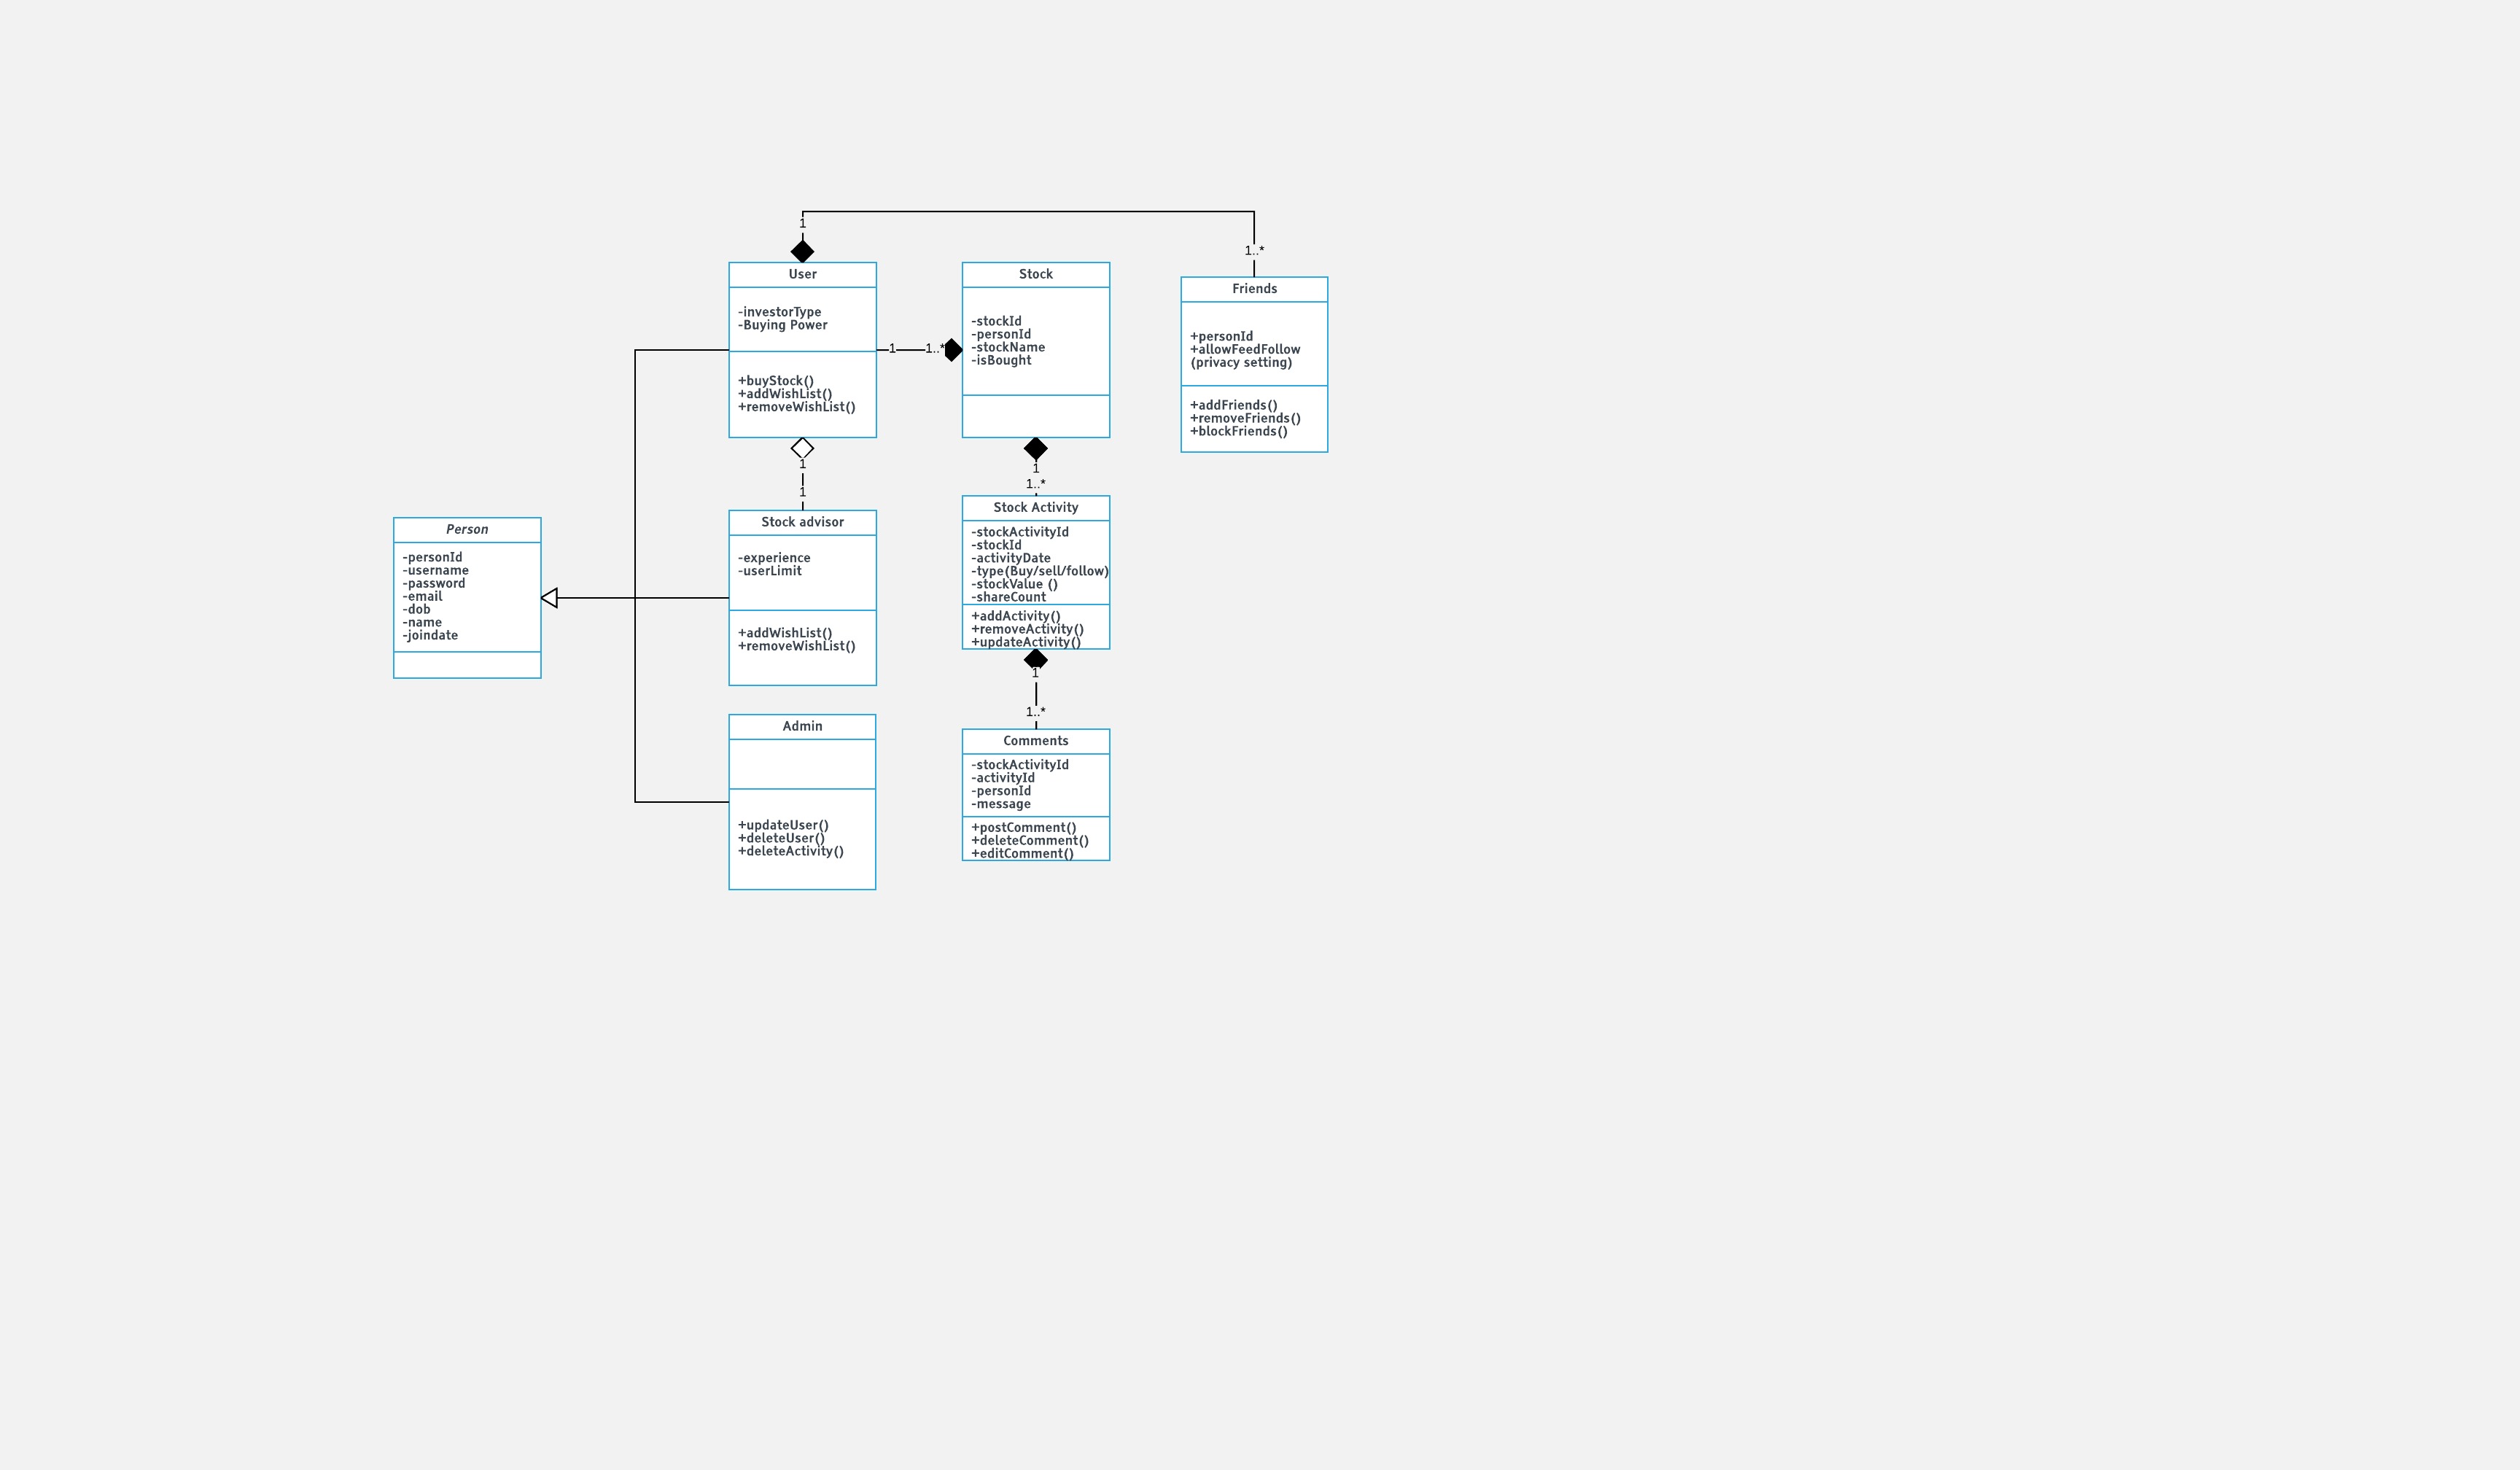 1
1..*
User
-investorType
-Buying Power
+buyStock()
+addWishList()
+removeWishList()
1
1..*
Stock
-stockId
-personId
-stockName
-isBought
Friends
+personId
+allowFeedFollow
(privacy setting)
+addFriends()
+removeFriends()
+blockFriends()
1
1
1
1..*
Person
-personId
-username
-password
-email
-dob
-name
-joindate
Stock advisor
-experience
-userLimit
+addWishList()
+removeWishList()
Stock Activity
-stockActivityId
-stockId
-activityDate
-type(Buy/sell/follow)
-stockValue ()
-shareCount
+addActivity()
+removeActivity()
+updateActivity()
1
1..*
Admin
+updateUser()
+deleteUser()
+deleteActivity()
Comments
-stockActivityId
-activityId
-personId
-message
+postComment()
+deleteComment()
+editComment()